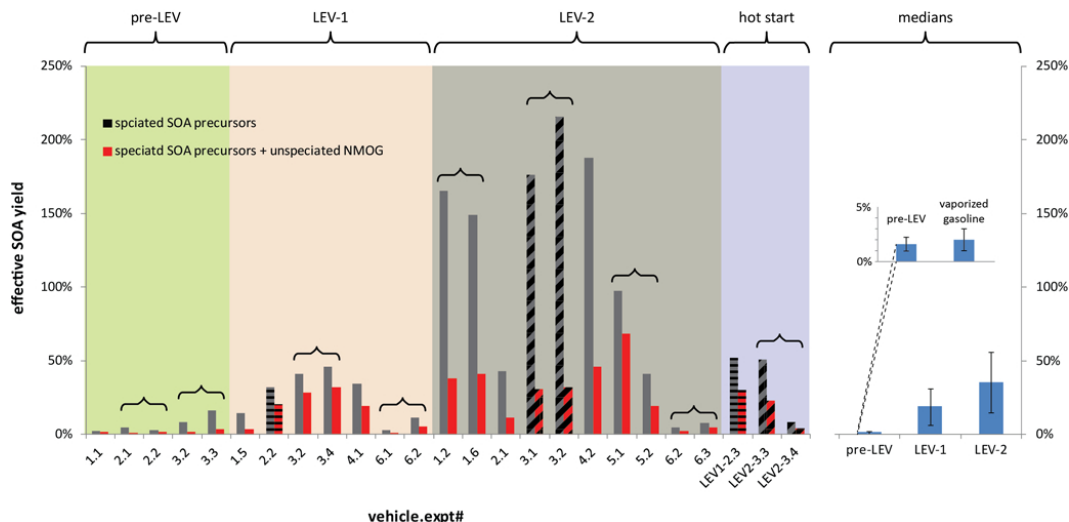 pre-LEV LEV-1 LEV-2 hot start medians
250% 250%
200% 200%
150% 150%
100% 100%
50% 50%
0% 0%
effective SOA yield
spciated SOA precursors
speciatd SOA precursors + unspeciated NMOG
5%
0%
pre-LEV
vaporized
gasoline
1.1 2.1 2.2 3.2 3.3 1.5 2.2 3.2 3.4 4.1 6.1 6.2 1.2 1.6 2.1 3.1 3.2 4.2 5.1 5.2 6.2 6.3 LEV1-2.3 LEV2-3.3 LEV2-3.4
pre-LEV LEV-1 LEV-2
vehicle.expt#